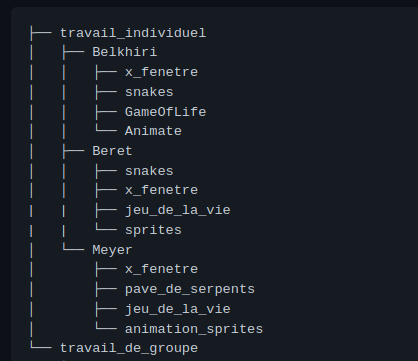 ├── travail_individuel
│   ├── Belkhiri
│   │   ├── x_fenetre
│   │   ├── snakes
│   │   ├── GameOfLife
│   │   └── Animate
│   ├── Beret
│   │   ├── snakes
│   │   ├── x_fenetre
|   |   ├── jeu_de_la_vie
|   |   └── sprites
│   └── Meyer
│       ├── x_fenetre
│       ├── pave_de_serpents
│       ├── jeu_de_la_vie
│       └── animation_sprites
└── travail_de_groupe